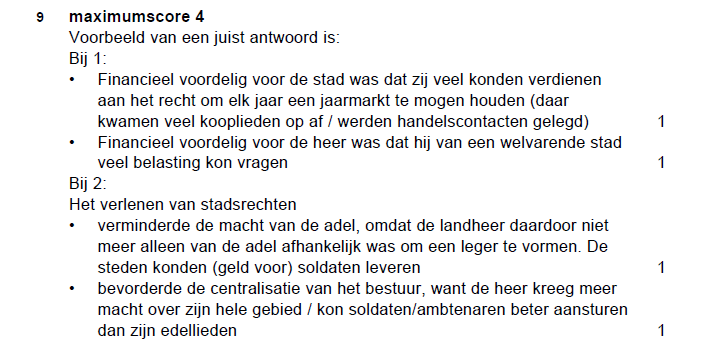 9 maximumscore 4
Voorbeeld van een juist antwoord is:
Bij 1:
• Financieel voordelig voor de stad was dat zij veel konden verdienen
aan het recht om elk jaar een jaarmarkt te mogen houden (daar
kwamen veel kooplieden op af / werden handelscontacten gelegd) 1
• Financieel voordelig voor de heer was dat hij van een welvarende stad
veel belasting kon vragen 1
Bij 2:
Het verlenen van stadsrechten
• verminderde de macht van de adel, omdat de landheer daardoor niet
meer alleen van de adel afhankelijk was om een leger te vormen. De
steden konden (geld voor) soldaten leveren 1
• bevorderde de centralisatie van het bestuur, want de heer kreeg meer
macht over zijn hele gebied / kon soldaten/ambtenaren beter aansturen
dan zijn edellieden 1